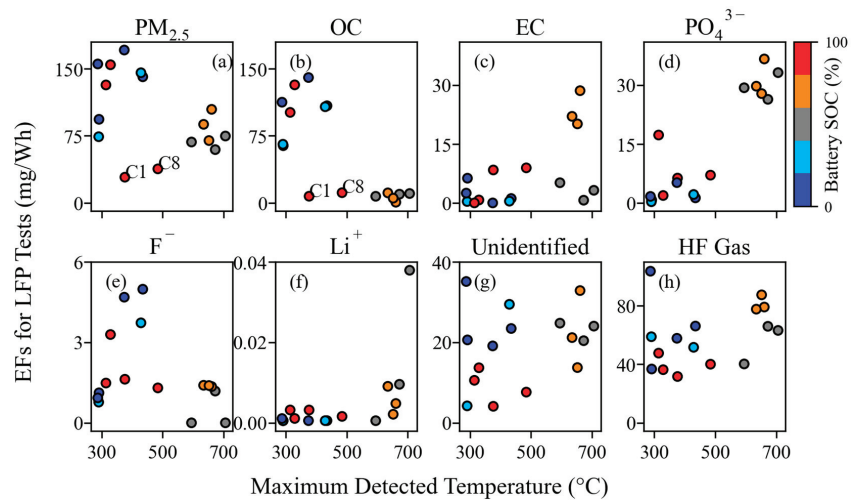 PM₂.₅ OC EC PO₄³⁻
(a) (b) (c) (d)
150 75 0
C1 C8
150 75 0
C1 C8
30 15 0
30 15 0
100
Battery SOC (%)
0
EFs for LFP Tests (mg/Wh)
F⁻ Li⁺ Unidentified HF Gas
(e) (f) (g) (h)
6 3 0
0.04 0.02 0.00
40 20 0
80 40 0
300 500 700 300 500 700 300 500 700 300 500 700
Maximum Detected Temperature (°C)